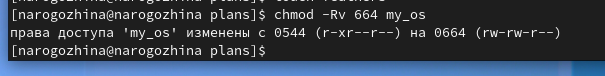 [narogozhina@narogozhina plans]$ chmod -Rv 664 my_os
права доступа 'my_os' изменены с 0544 (r-xr--r--) на 0664 (rw-rw-r--)
[narogozhina@narogozhina plans]$